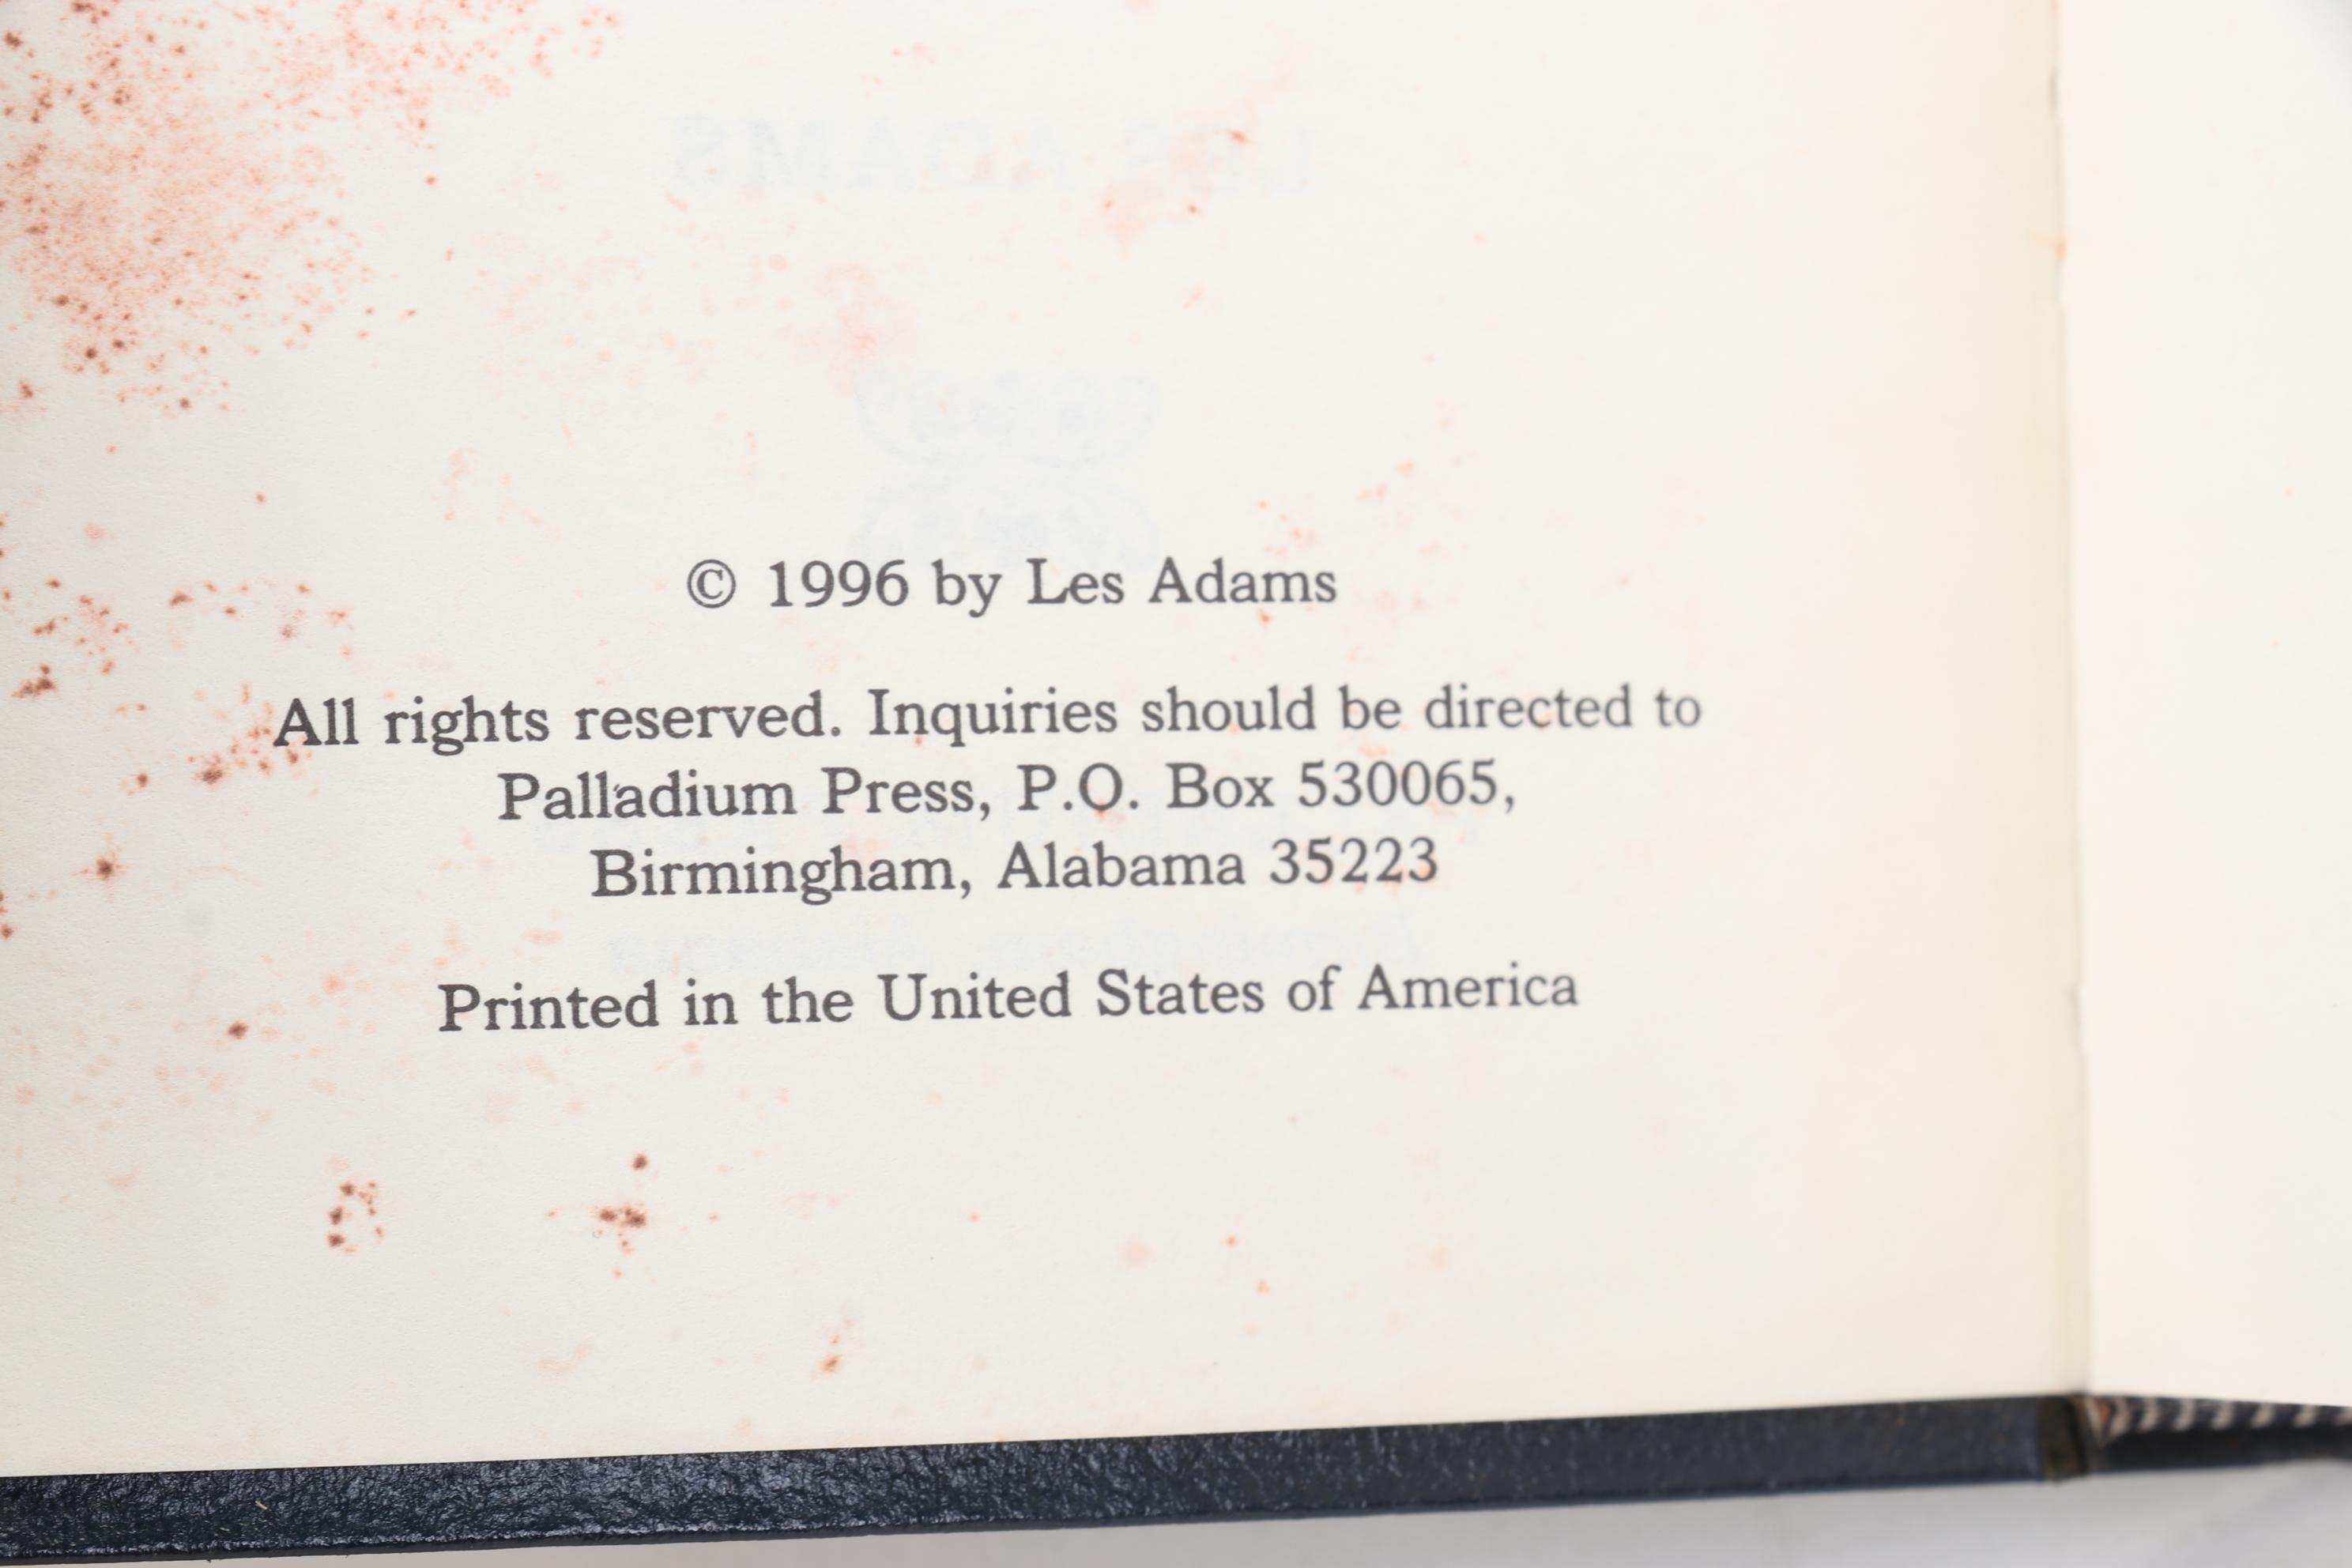 © 1996 by Les Adams
All rights reserved. Inquiries should be directed to
Palladium Press, P.O. Box 530065,
Birmingham, Alabama 35223
Printed in the United States of America